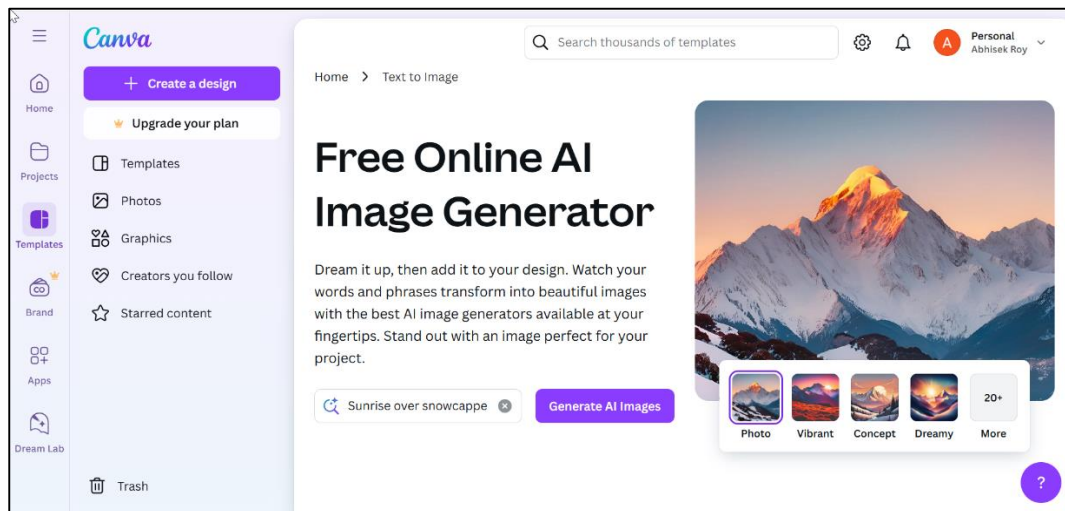 Home
Projects
Templates
Brand
Apps
Dream Lab
Canva
+ Create a design
Upgrade your plan
Templates
Photos
Graphics
Creators you follow
Starred content
Trash
Search thousands of templates
A
Personal
Abhisek Roy
Home > Text to Image
Free Online AI
Image Generator
Dream it up, then add it to your design. Watch your
words and phrases transform into beautiful images
with the best AI image generators available at your
fingertips. Stand out with an image perfect for your
project.
Sunrise over snowcappe
Generate AI Images
20+
Photo
Vibrant
Concept
Dreamy
More
?